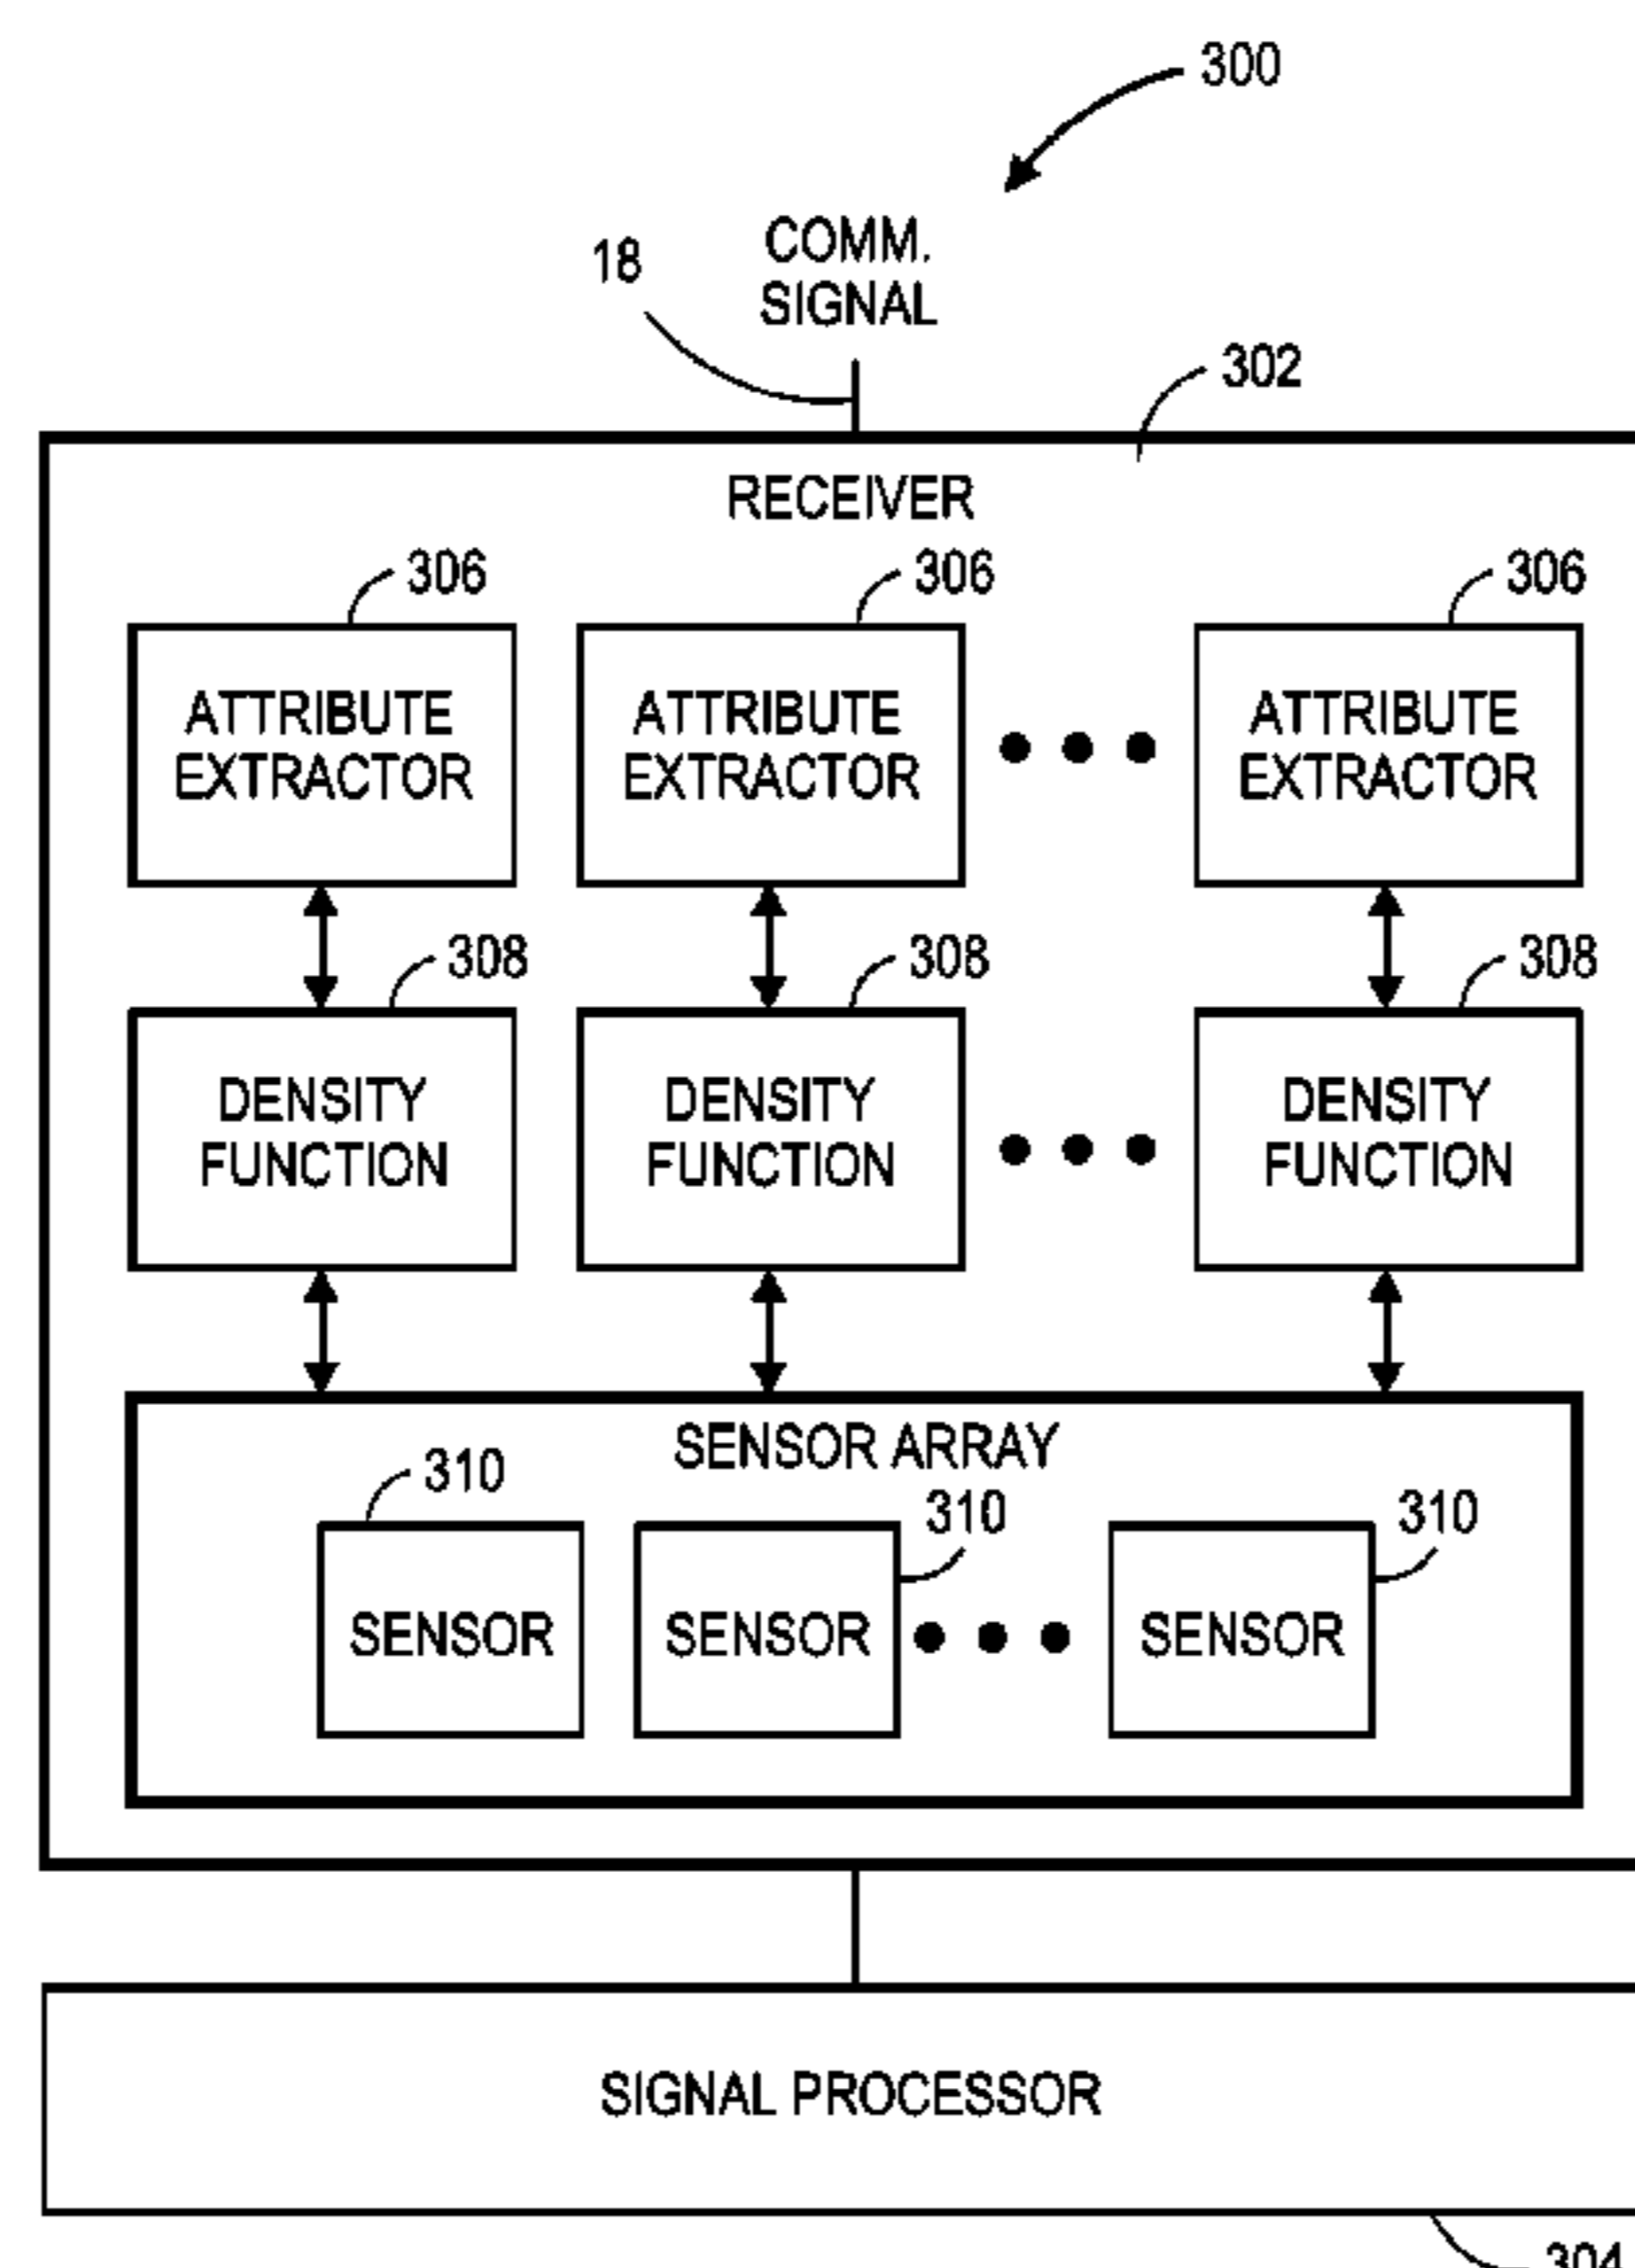 300
18
COMM.
SIGNAL
302
RECEIVER
306 306 306
ATTRIBUTE ATTRIBUTE ATTRIBUTE
EXTRACTOR EXTRACTOR EXTRACTOR
308 308 308
DENSITY DENSITY DENSITY
FUNCTION FUNCTION FUNCTION
SENSOR ARRAY
310 310 310
SENSOR SENSOR SENSOR
SIGNAL PROCESSOR
304